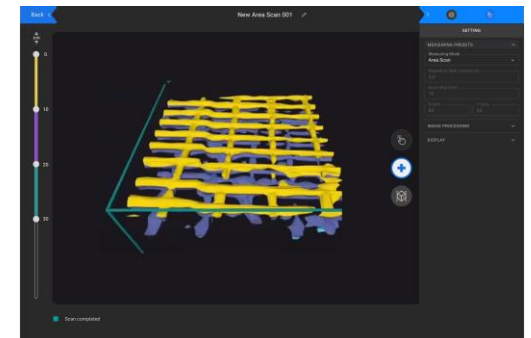 Back
New Area Scan S01
SETTING
0
MEASURING PRESETS
Measuring Mode
Area Scan
10
20
IMAGE PROCESSING
DISPLAY
30
Scan completed